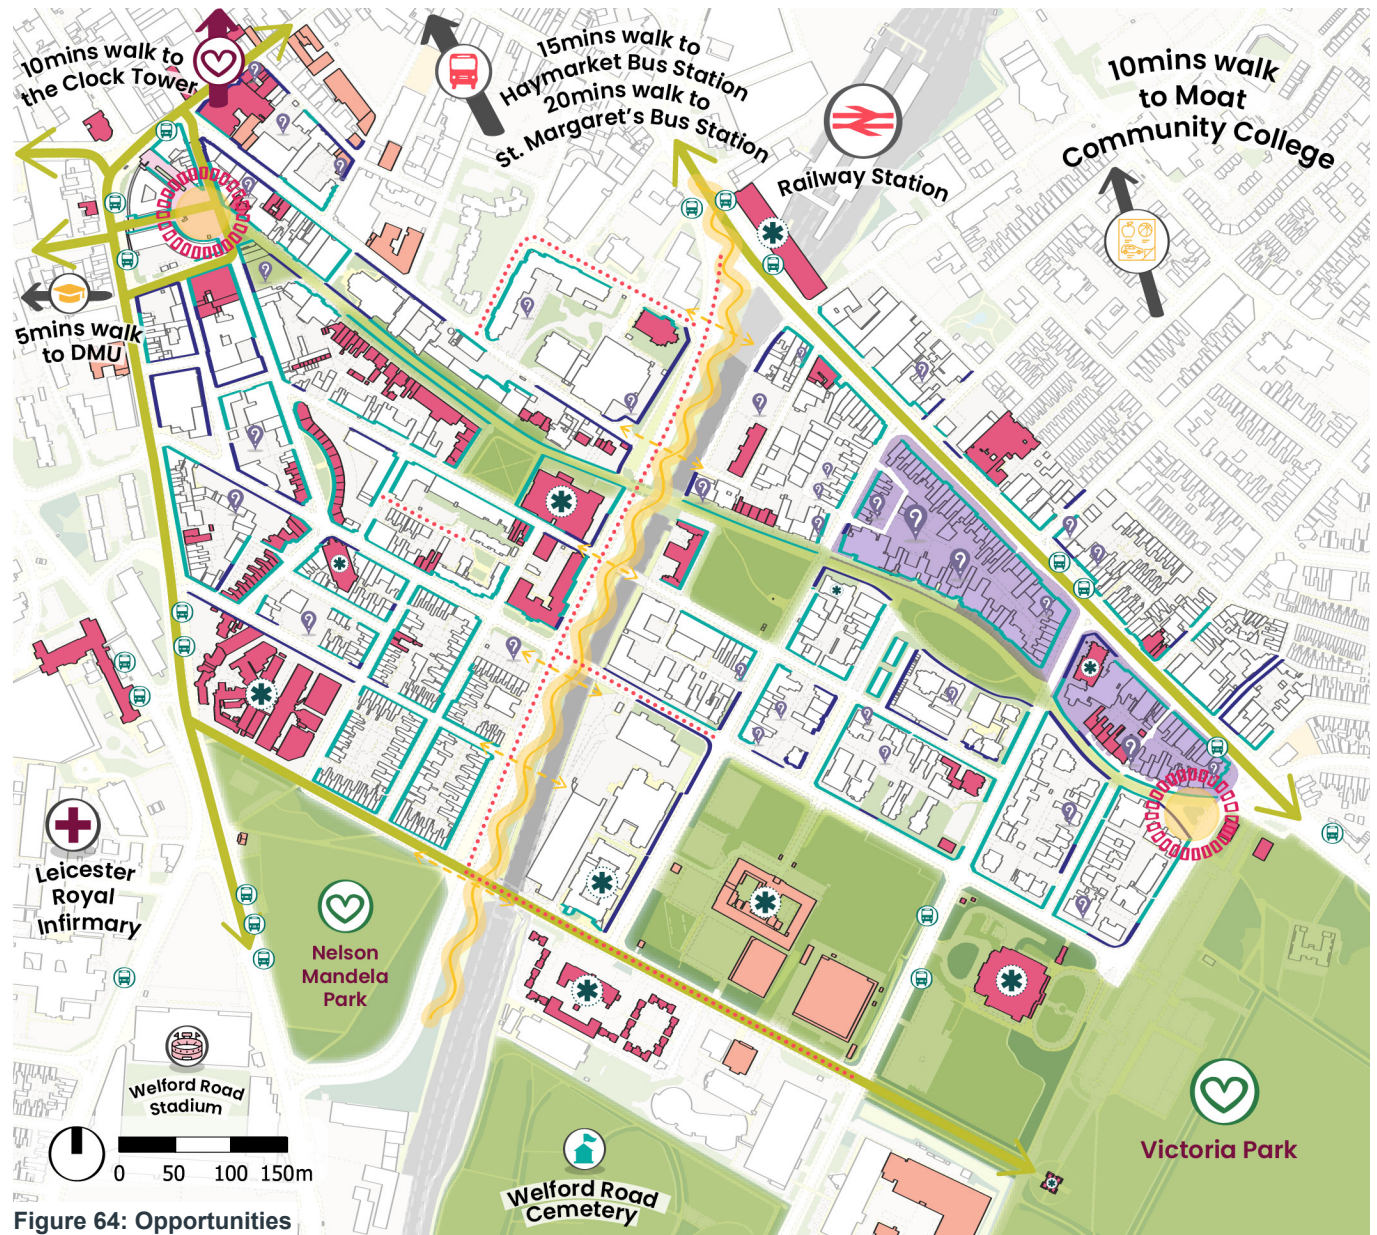 10mins walk to
the Clock Tower
15mins walk to
Haymarket Bus Station
20mins walk to
St. Margaret's Bus Station
Railway Station
10mins walk
to Moat
Community College
5mins walk
to DMU
Leicester
Royal
Infirmary
Nelson
Mandela
Park
Welford Road
Stadium
0 50 100 150m
Welford Road
Cemetery
Victoria Park
Figure 64: Opportunities